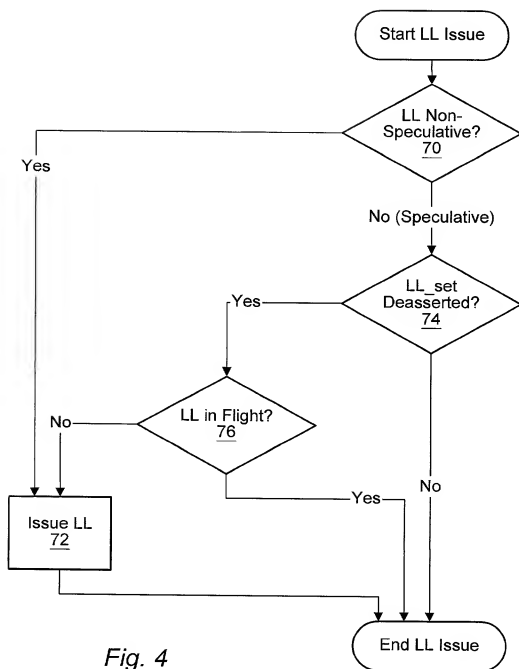 Start LL Issue
LL Non-
Speculative?
70
Yes
No (Speculative)
LL_set
Deasserted?
74
Yes
LL in Flight?
76
No
Yes
No
Issue LL
72
End LL Issue
Fig. 4